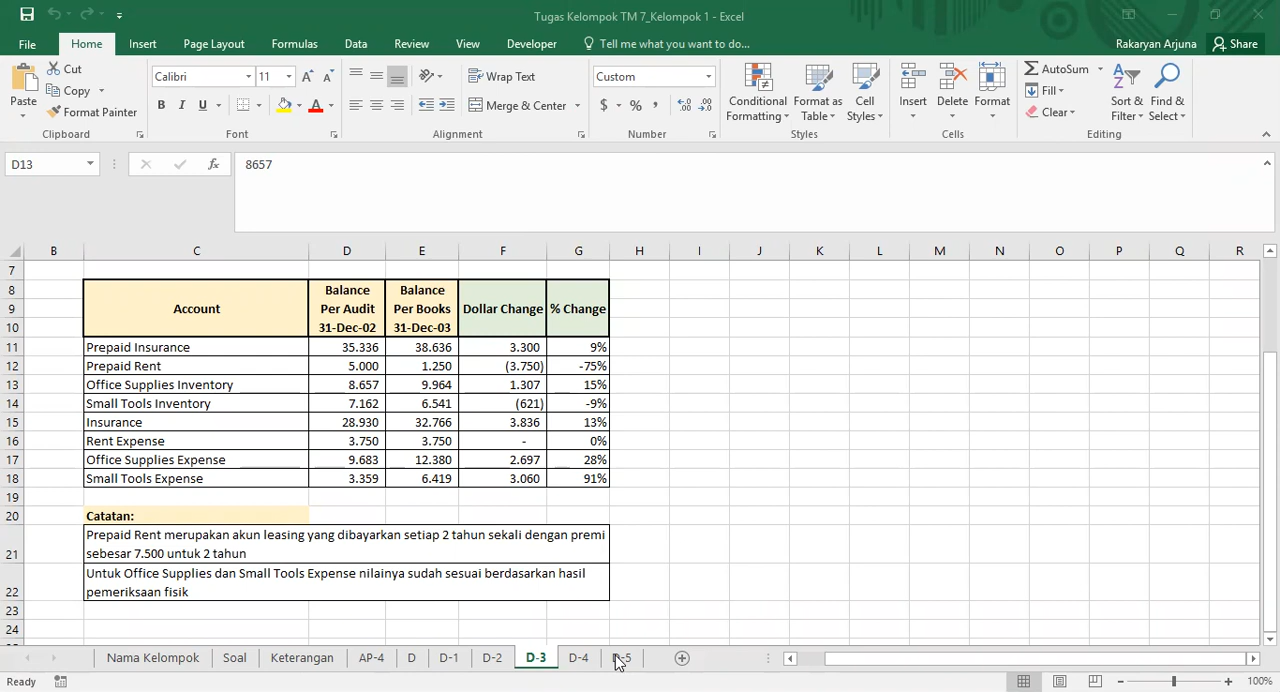 Tugas Kelompok TM 7_Kelompok 1 - Excel
File Home Insert Page Layout Formulas Data Review View Developer Tell me what you want to do... Rakaryan Arjuna Share
Paste
Cut
Copy
Format Painter
Clipboard
Calibri 11
B I U
Font
Wrap Text
Merge & Center
Alignment
Custom
$ % ,
Number
Conditional Formatting
Format as Table
Cell Styles
Styles
Insert Delete Format
Cells
AutoSum
Fill
Clear
Sort & Filter
Find & Select
Editing
D13 fx 8657
B C D E F G H I J K L M N O P Q R
7
8 Balance Balance
9 Account Per Audit Per Books Dollar Change % Change
10 31-Dec-02 31-Dec-03
11 Prepaid Insurance 35.336 38.636 3.300 9%
12 Prepaid Rent 5.000 1.250 (3.750) -75%
13 Office Supplies Inventory 8.657 9.964 1.307 15%
14 Small Tools Inventory 7.162 6.541 (621) -9%
15 Insurance 28.930 32.766 3.836 13%
16 Rent Expense 3.750 3.750 - 0%
17 Office Supplies Expense 9.683 12.380 2.697 28%
18 Small Tools Expense 3.359 6.419 3.060 91%
19
20 Catatan:
Prepaid Rent merupakan akun leasing yang dibayarkan setiap 2 tahun sekali dengan premi
21 sebesar 7.500 untuk 2 tahun
Untuk Office Supplies dan Small Tools Expense nilainya sudah sesuai berdasarkan hasil
22 pemeriksaan fisik
23
24
Nama Kelompok Soal Keterangan AP-4 D D-1 D-2 D-3 D-4 D-5
Ready 100%